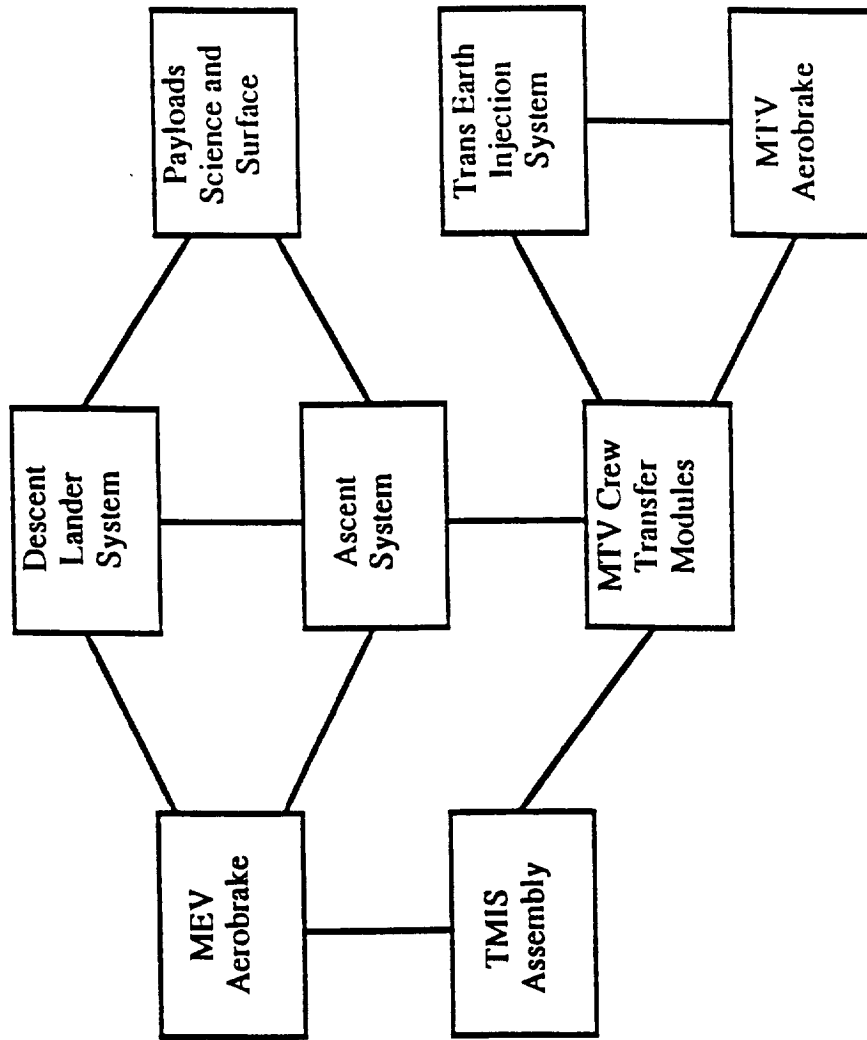 Descent
Lander
System
MEV
Aerobrake
Payloads
Science and
Surface
Ascent
System
TMIS
Assembly
Trans Earth
Injection
System
MTV Crew
Transfer
Modules
MTV
Aerobrake